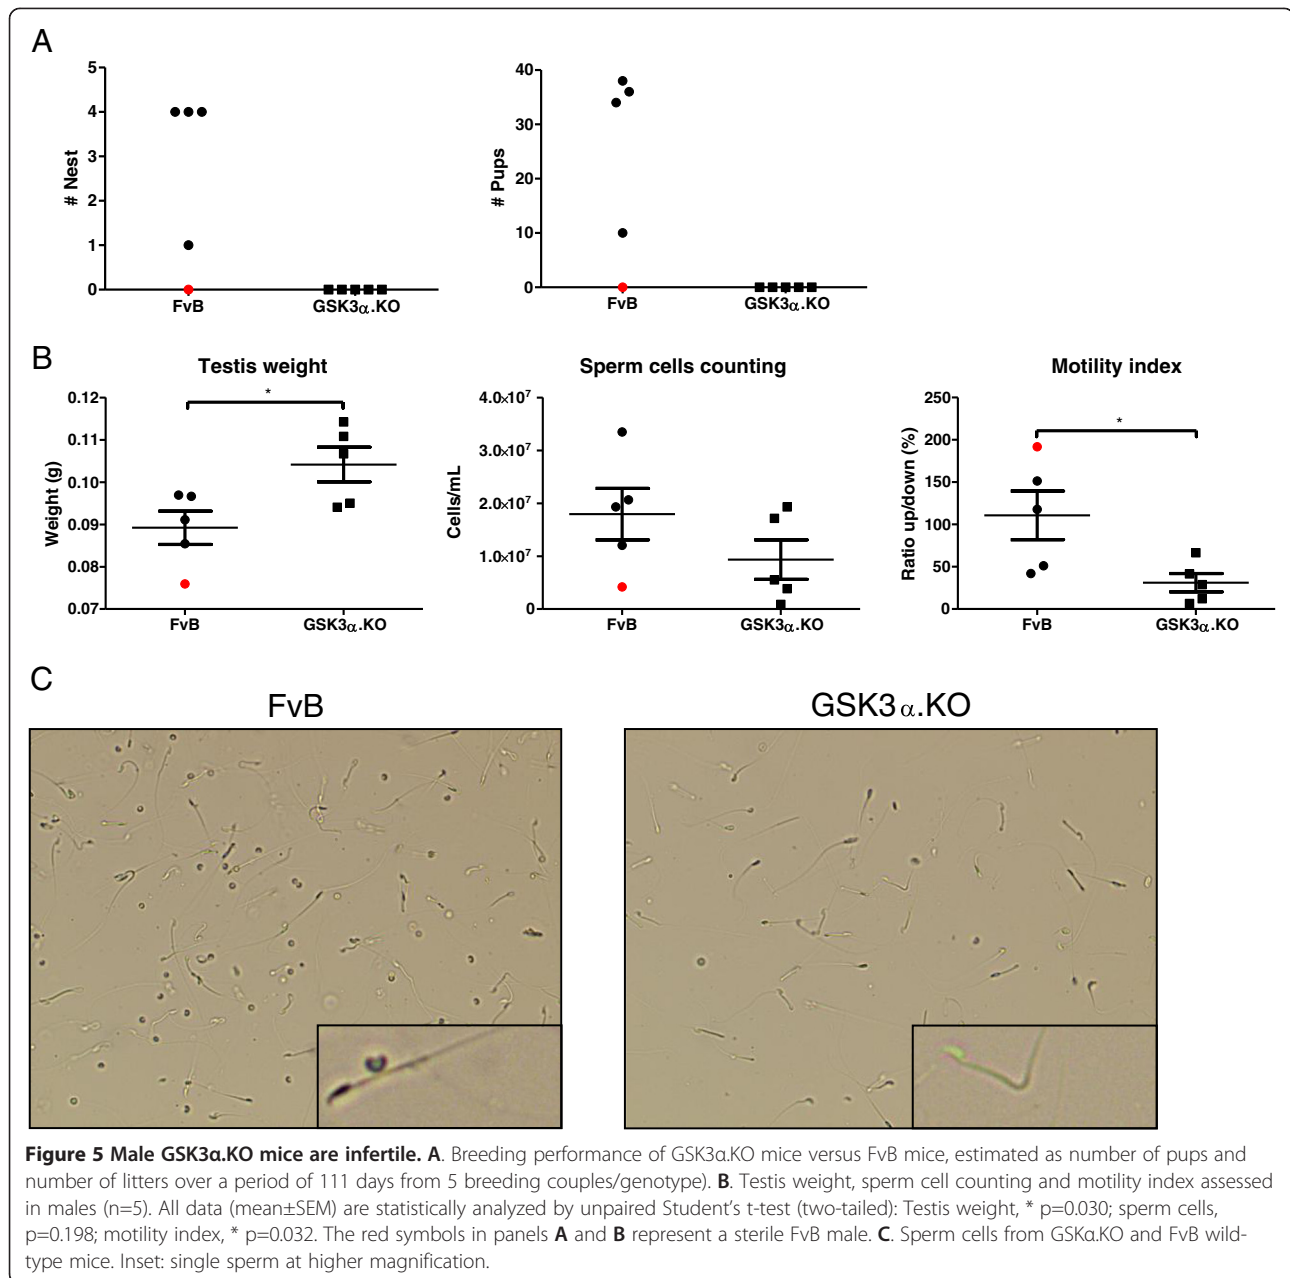 A
5
4
3
2
1
0
# Nest
FvB
GSK3α.KO
40
30
20
10
0
# Pups
FvB
GSK3α.KO
B
Testis weight
*
0.12
0.11
0.10
0.09
0.08
0.07
Weight (g)
FvB
GSK3α.KO
Sperm cells counting
4.0×10⁷
3.0×10⁷
2.0×10⁷
1.0×10⁷
0
Cells/mL
FvB
GSK3α.KO
Motility index
*
250
200
150
100
50
0
Ratio up/down (%)
FvB
GSK3α.KO
C
FvB
GSK3α.KO
Figure 5 Male GSK3α.KO mice are infertile. A. Breeding performance of GSK3α.KO mice versus FvB mice, estimated as number of pups and
number of litters over a period of 111 days from 5 breeding couples/genotype). B. Testis weight, sperm cell counting and motility index assessed
in males (n=5). All data (mean±SEM) are statistically analyzed by unpaired Student's t-test (two-tailed): Testis weight, * p=0.030; sperm cells,
p=0.198; motility index, * p=0.032. The red symbols in panels A and B represent a sterile FvB male. C. Sperm cells from GSKα.KO and FvB wild-
type mice. Inset: single sperm at higher magnification.